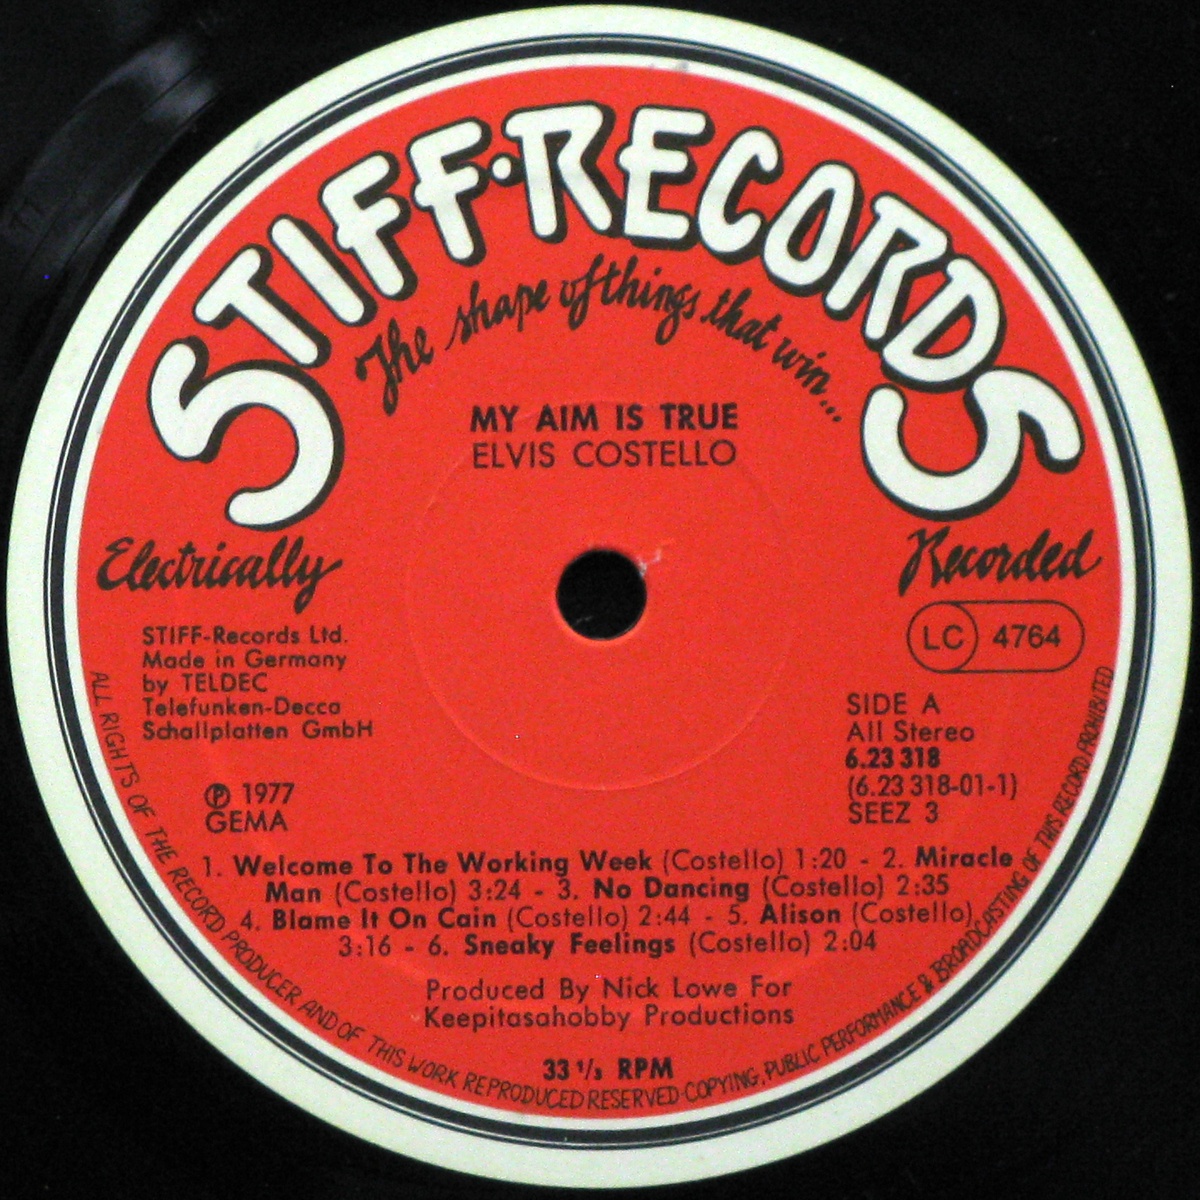 STIFF·RECORDS
The shape of things that win...
MY AIM IS TRUE
ELVIS COSTELLO
Electrically
Recorded
STIFF-Records Ltd.
Made in Germany
by TELDEC
Telefunken-Decca
Schallplatten GmbH
LC 4764
SIDE A
All Stereo
6.23 318
(6.23 318-01-1)
SEEZ 3
℗ 1977
GEMA
1. Welcome To The Working Week (Costello) 1:20 - 2. Miracle
Man (Costello) 3:24 - 3. No Dancing (Costello) 2:35
4. Blame It On Cain (Costello) 2:44 - 5. Alison (Costello)
3:16 - 6. Sneaky Feelings (Costello) 2:04
Produced By Nick Lowe For
Keepitasahobby Productions
33 1/3 RPM
ALL RIGHTS OF THE RECORD PRODUCER AND OF THIS WORK REPRODUCED RESERVED·COPYING, PUBLIC PERFORMANCE & BROADCASTING OF THIS RECORD PROHIBITED